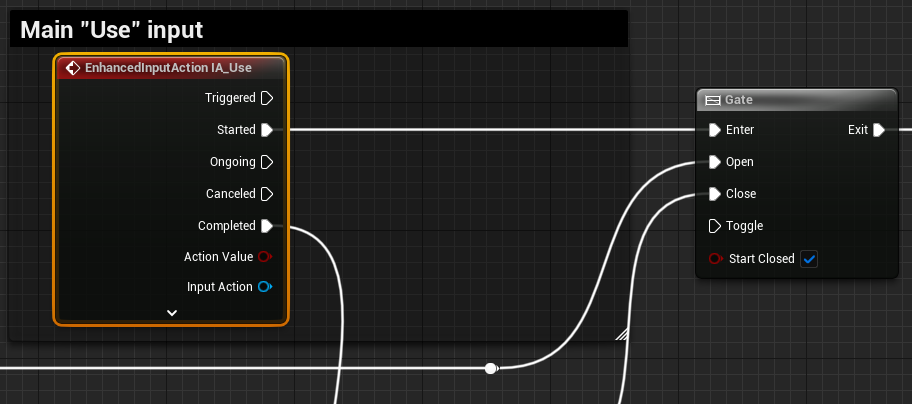 Main "Use" input
EnhancedInputAction IA_Use
Triggered
Started
Ongoing
Canceled
Completed
Action Value
Input Action
Gate
Enter
Exit
Open
Close
Toggle
Start Closed